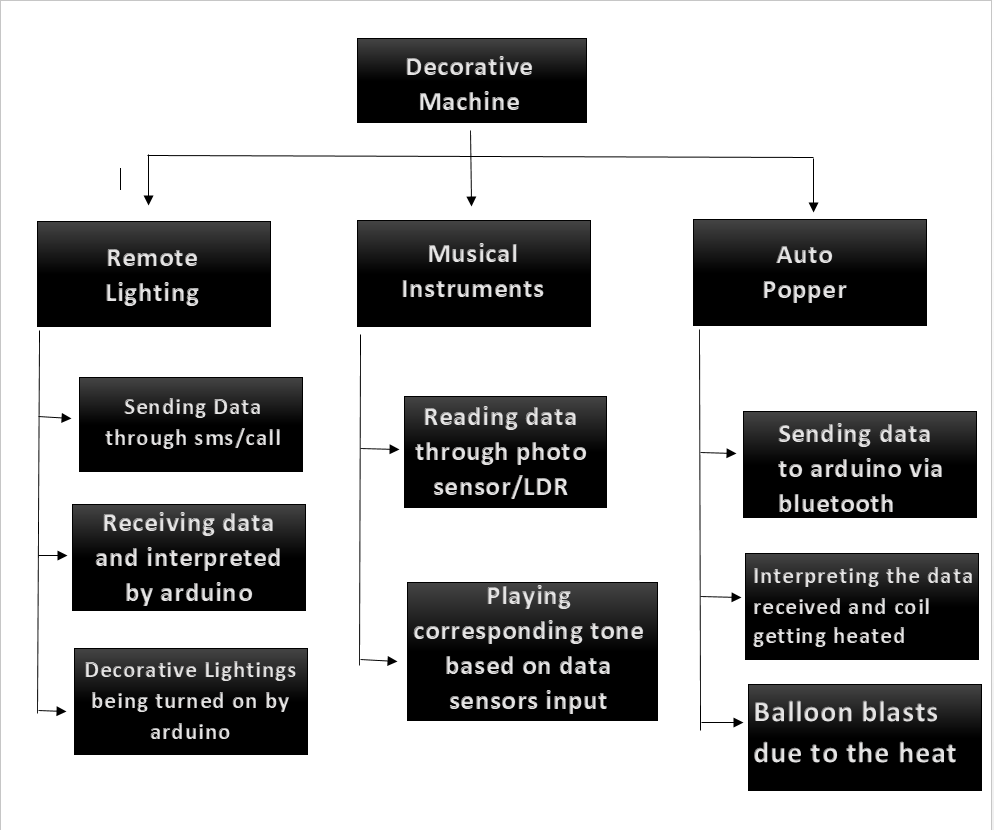 Decorative
Machine
Remote
Lighting
Musical
Instruments
Auto
Popper
Sending Data
through sms/call
Receiving data
and interpreted
by arduino
Decorative Lightings
being turned on by
arduino
Reading data
through photo
sensor/LDR
Playing
corresponding tone
based on data
sensors input
Sending data
to arduino via
bluetooth
Interpreting the data
received and coil
getting heated
Balloon blasts
due to the heat